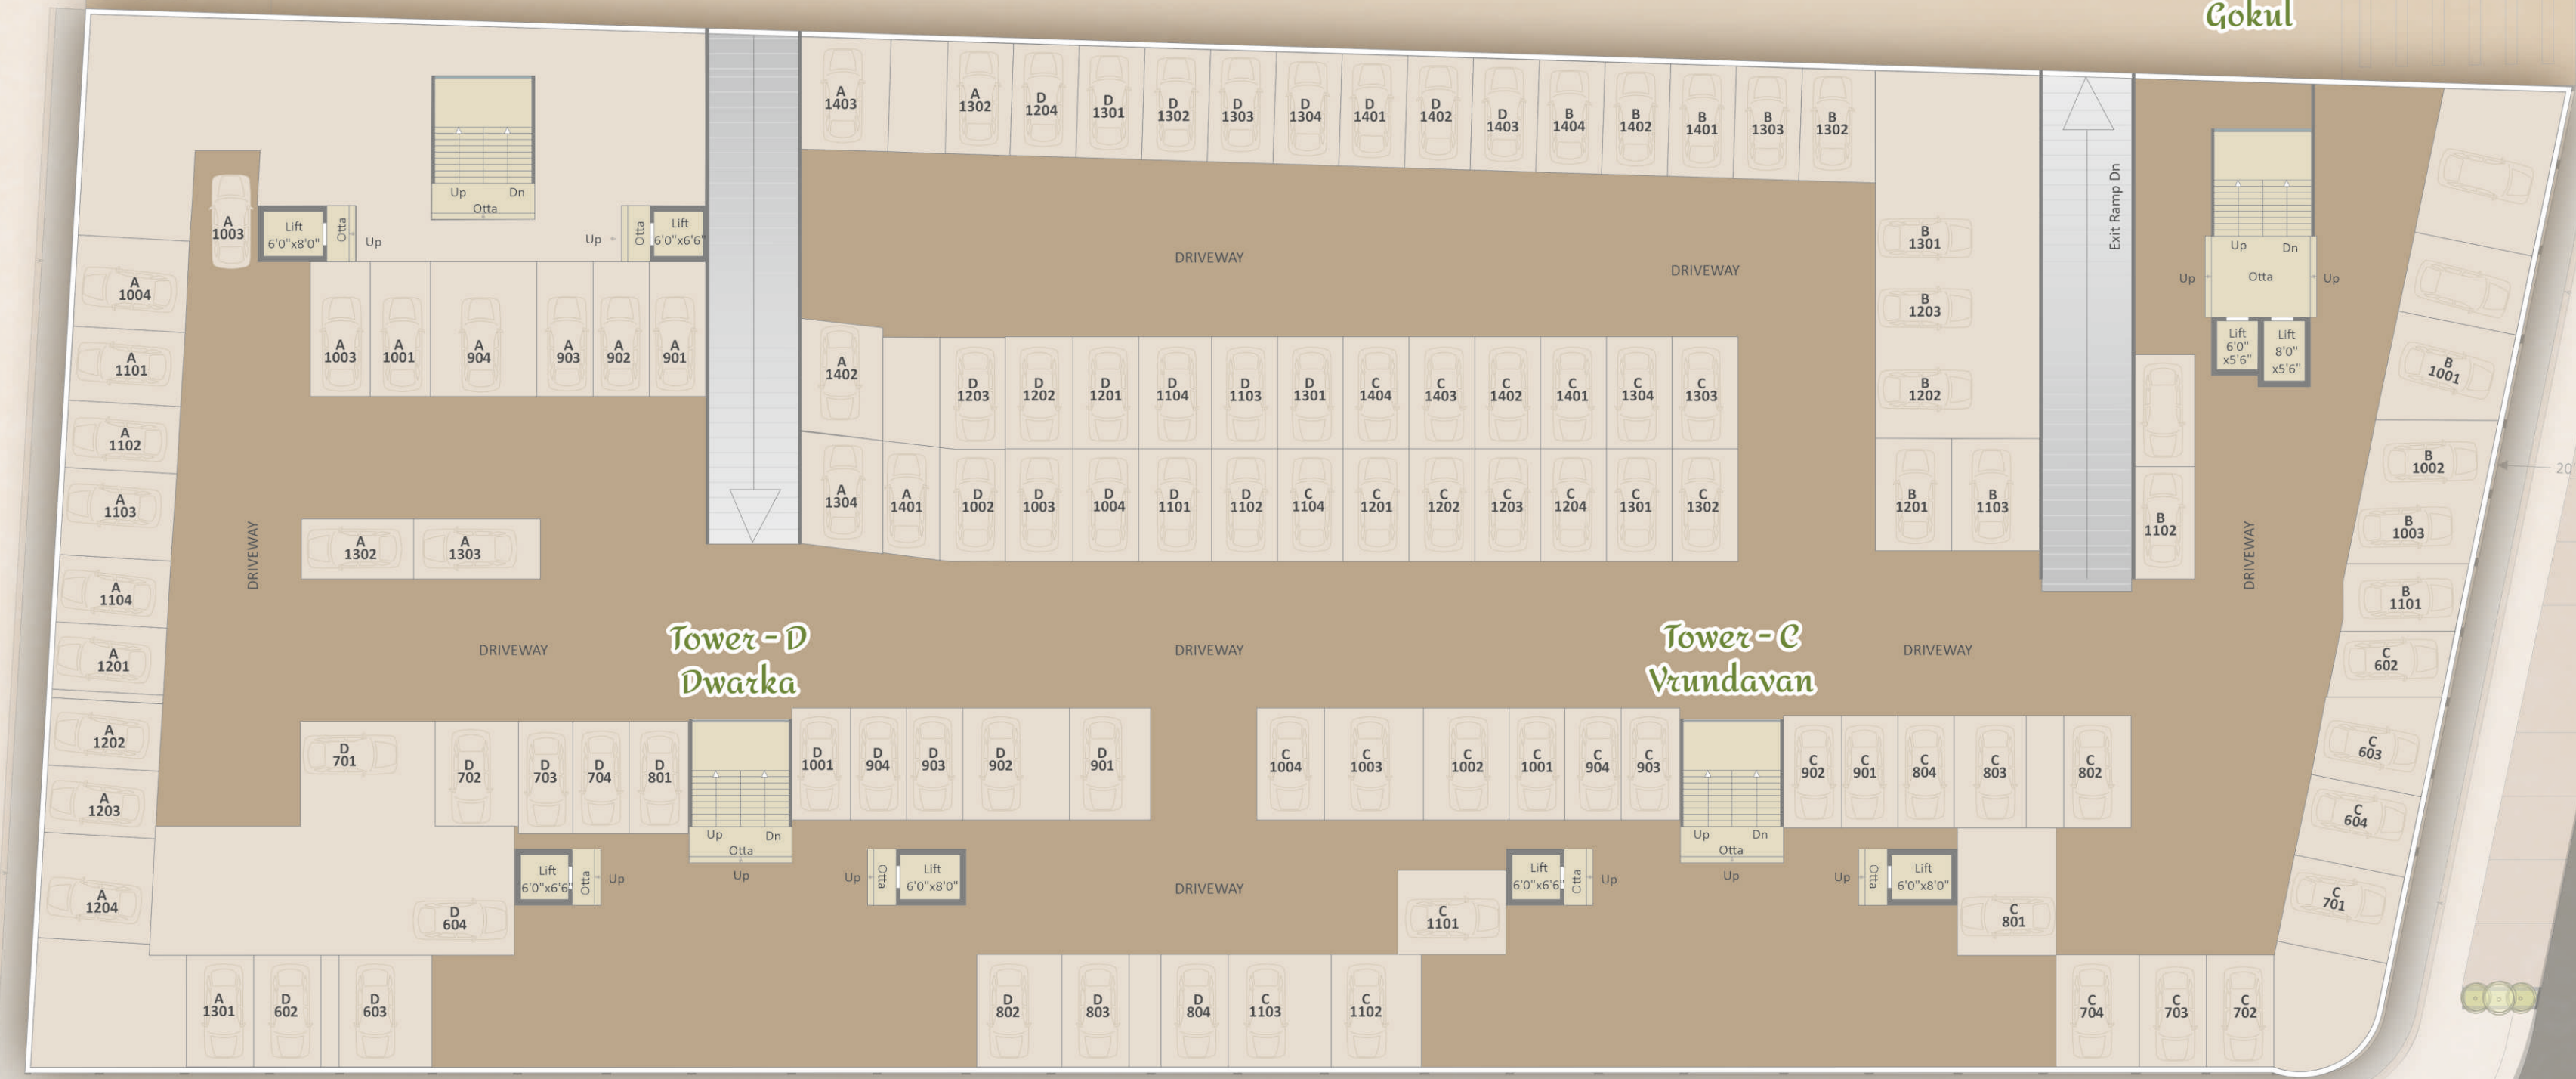 Gokul
A
1403
A
1302
D
1204
D
1301
D
1302
D
1303
D
1304
D
1401
D
1402
D
1403
B
1404
B
1402
B
1401
B
1303
B
1302
A
1003
Lift
6'0"x8'0"
Otta
Up
Up Dn
Otta
Up
Otta
Lift
6'0"x6'6"
DRIVEWAY
DRIVEWAY
B
1301
B
1203
B
1202
Exit Ramp Dn
Up Dn
Up
Otta
Up
Lift
6'0"
x5'6"
Lift
8'0"
x5'6"
A
1004
A
1101
A
1102
A
1103
A
1104
A
1201
A
1202
A
1203
A
1204
A
1003
A
1001
A
904
A
903
A
902
A
901
A
1402
D
1203
D
1202
D
1201
D
1104
D
1103
D
1301
C
1404
C
1403
C
1402
C
1401
C
1304
C
1303
A
1304
A
1401
D
1002
D
1003
D
1004
D
1101
D
1102
C
1104
C
1201
C
1202
C
1203
C
1204
C
1301
C
1302
B
1201
B
1103
B
1102
B
1001
B
1002
B
1003
B
1101
C
602
C
603
C
604
C
701
20'
DRIVEWAY
A
1302
A
1303
DRIVEWAY
DRIVEWAY
Tower - D
Dwarka
DRIVEWAY
Tower - C
Vrundavan
DRIVEWAY
D
701
D
702
D
703
D
704
D
801
Up Dn
Otta
Up
D
1001
D
904
D
903
D
902
D
901
C
1004
C
1003
C
1002
C
1001
C
904
C
903
Up Dn
Otta
Up
C
902
C
901
C
804
C
803
C
802
D
604
Lift
6'0"x6'6"
Otta
Up
Up
Otta
Lift
6'0"x8'0"
DRIVEWAY
C
1101
Lift
6'0"x6'6"
Otta
Up
Up
Otta
Lift
6'0"x8'0"
C
801
A
1301
D
602
D
603
D
802
D
803
D
804
C
1103
C
1102
C
704
C
703
C
702